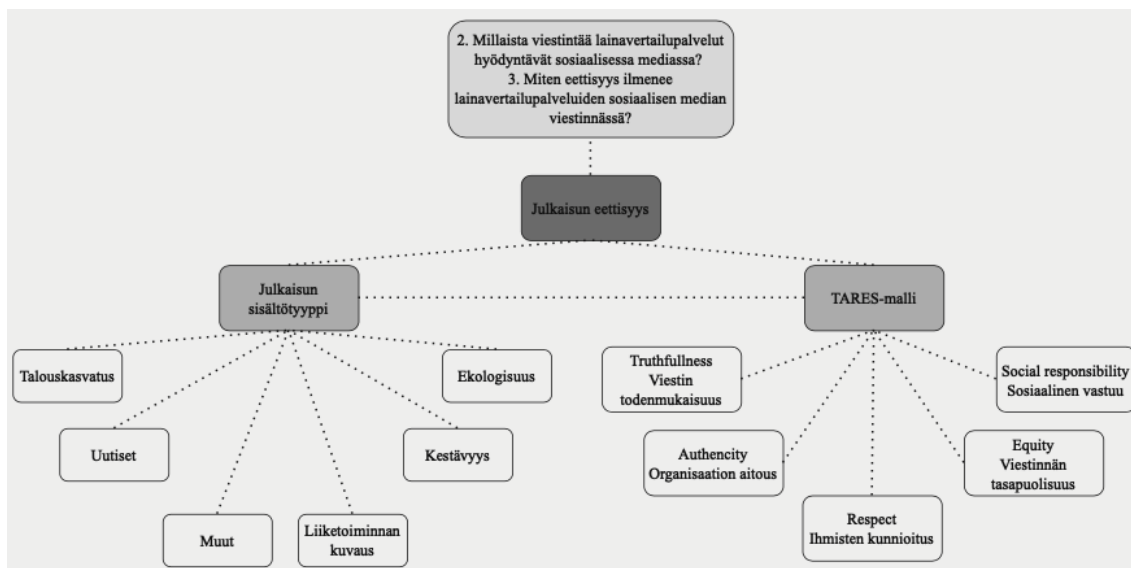 2. Millaista viestintää lainavertailupalvelut
hyödyntävät sosiaalisessa mediassa?
3. Miten eettisyys ilmenee
lainavertailupalveluiden sosiaalisen median
viestinnässä?
Julkaisun eettisyys
Julkaisun
sisältötyyppi
TARES-malli
Talouskasvatus
Uutiset
Muut
Liiketoiminnan
kuvaus
Kestävyys
Ekologisuus
Truthfullness
Viestin
todenmukaisuus
Authencity
Organisaation aitous
Respect
Ihmisten kunnioitus
Equity
Viestinnän
tasapuolisuus
Social responsibility
Sosiaalinen vastuu